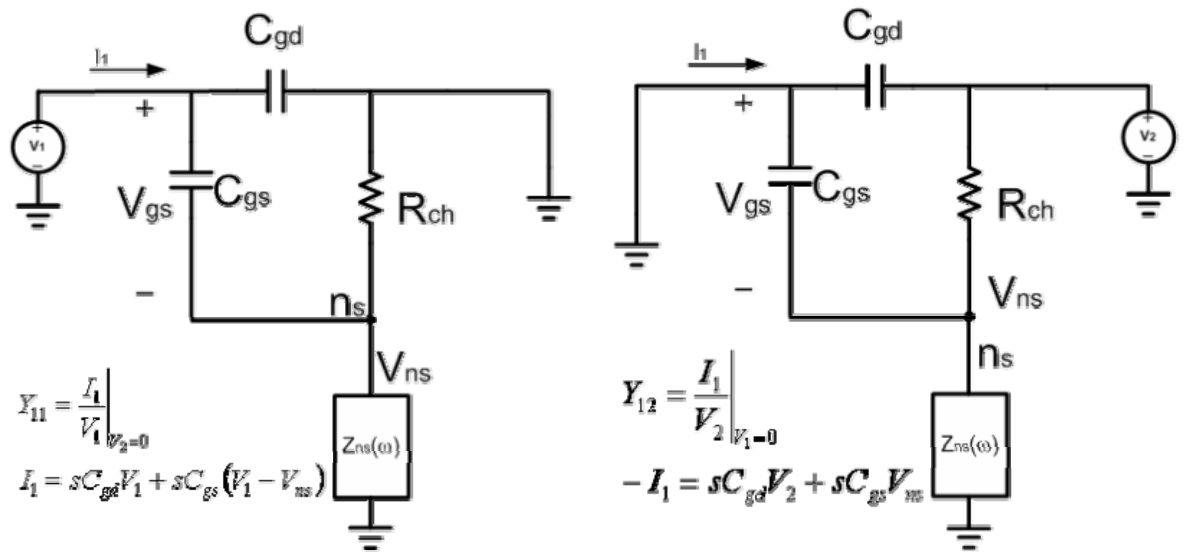 Cgd
I1
+
V1
+
−
Vgs
Cgs
Rch
−
ns
Vns
Zns(ω)
Y11 = I1/V1 |V2=0
I1 = sCgdV1 + sCgs(V1 − Vns)
Cgd
I1
+
Vgs
Cgs
Rch
V2
+
−
−
Vns
ns
Zns(ω)
Y12 = I1/V2 |V1=0
− I1 = sCgdV2 + sCgsVns